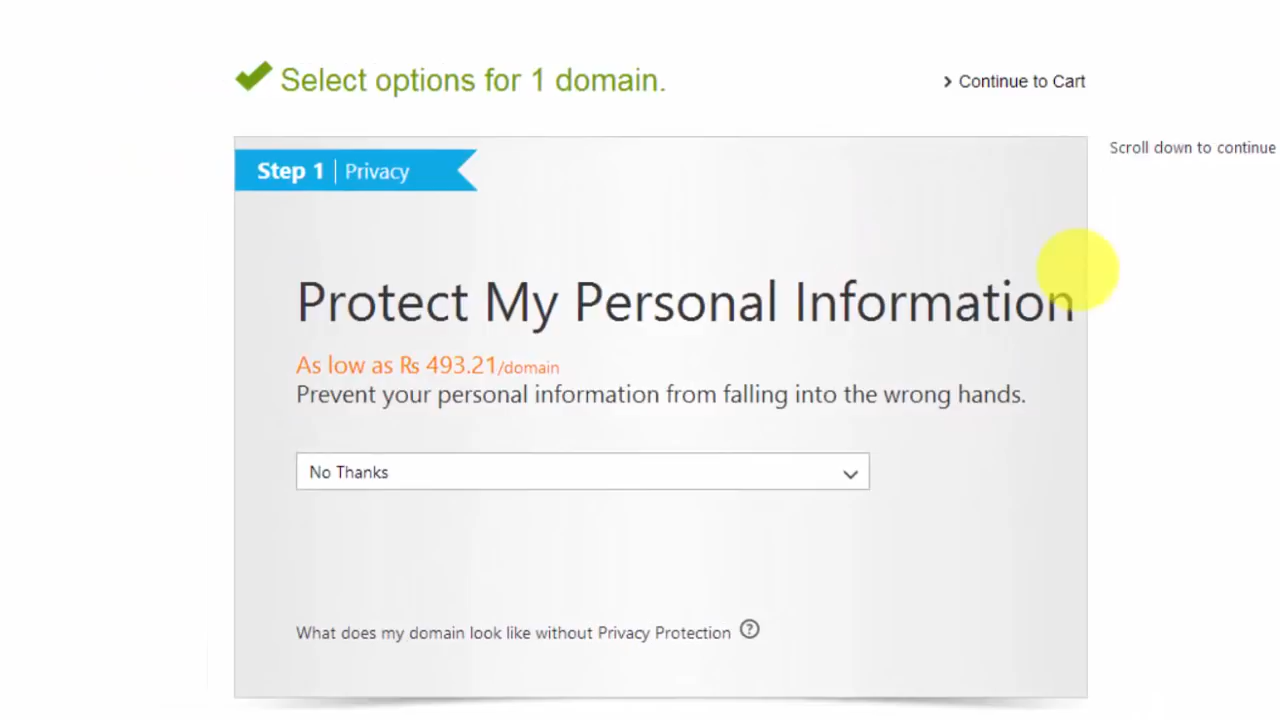 Select options for 1 domain.
Continue to Cart
Scroll down to continue
Step 1 | Privacy
Protect My Personal Information
As low as ₨ 493.21/domain
Prevent your personal information from falling into the wrong hands.
No Thanks
What does my domain look like without Privacy Protection ?